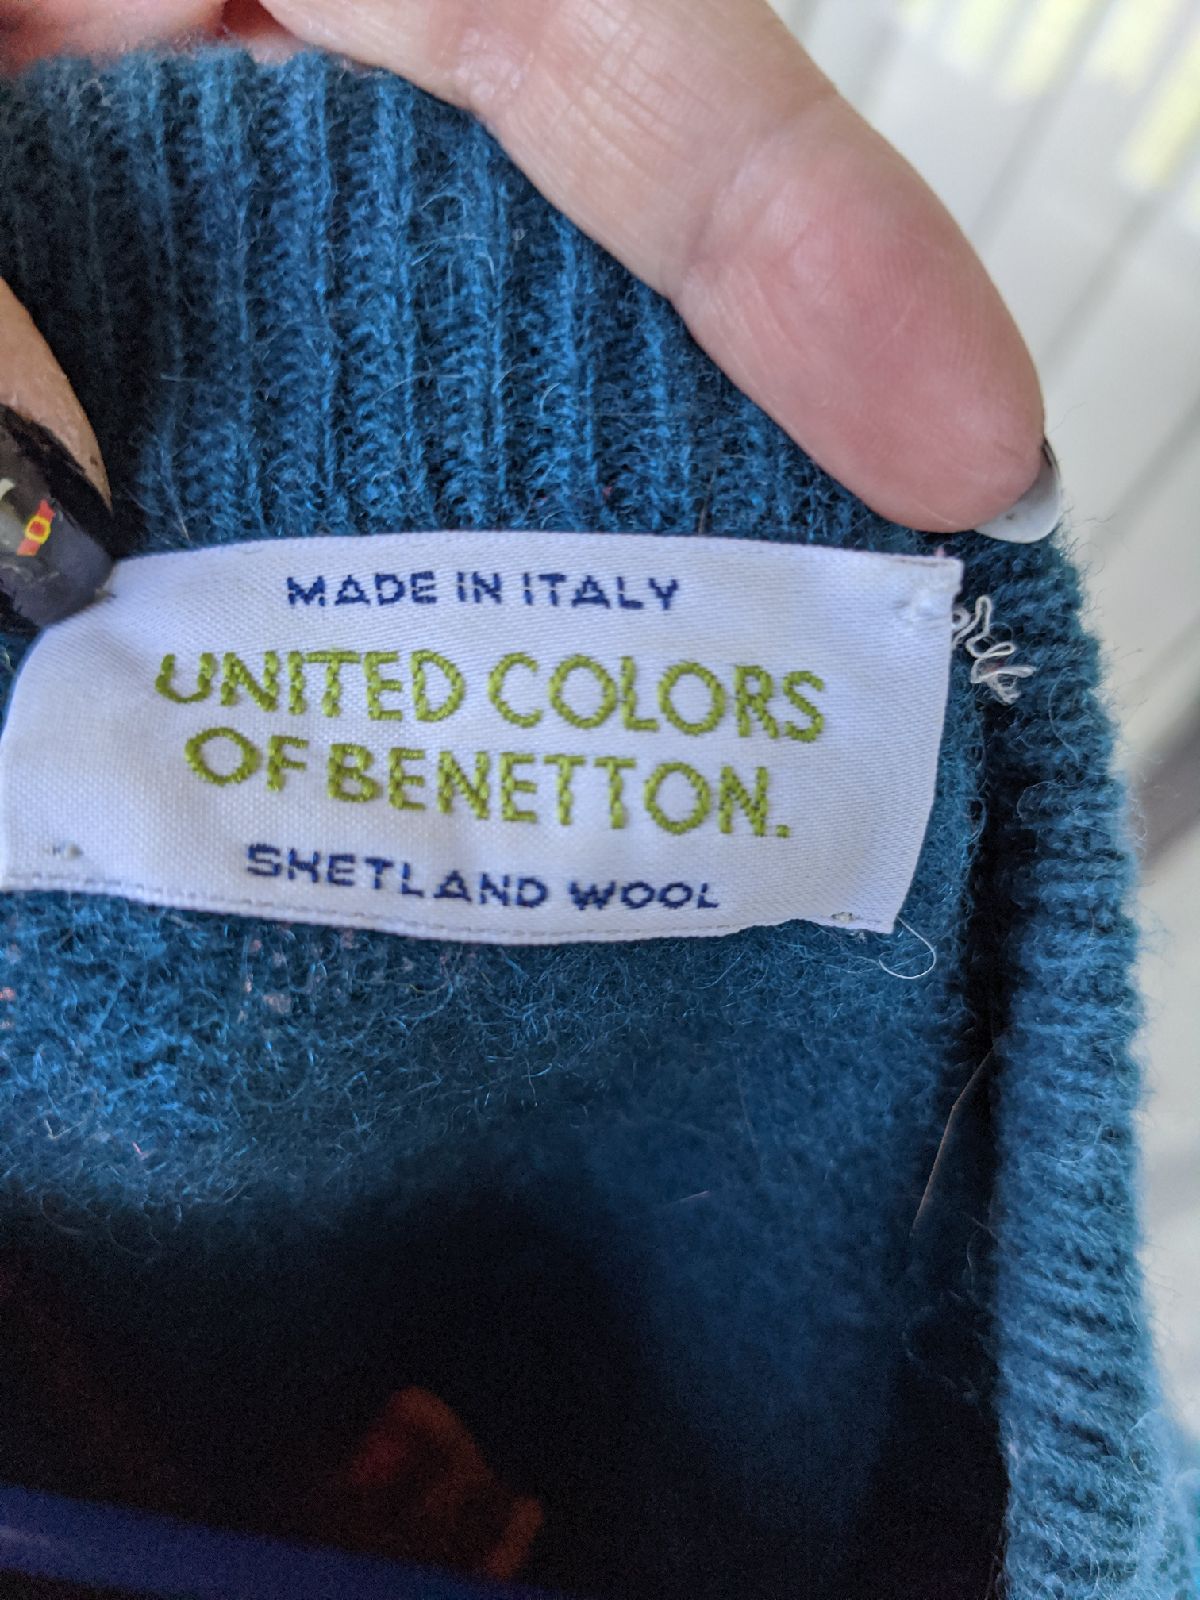 MADE IN ITALY
UNITED COLORS
OF BENETTON.
SHETLAND WOOL